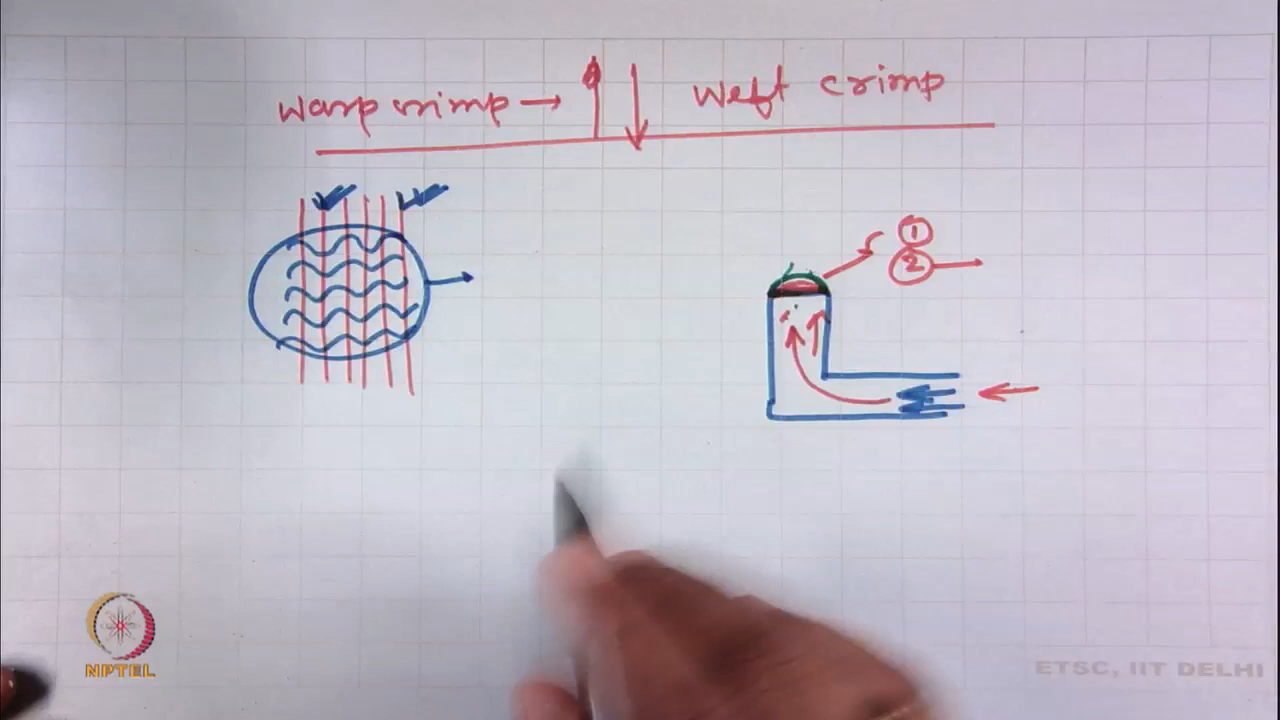 Warp crimp → ↑ ↓ Weft crimp
1
2
NPTEL
ETSC, IIT DELHI